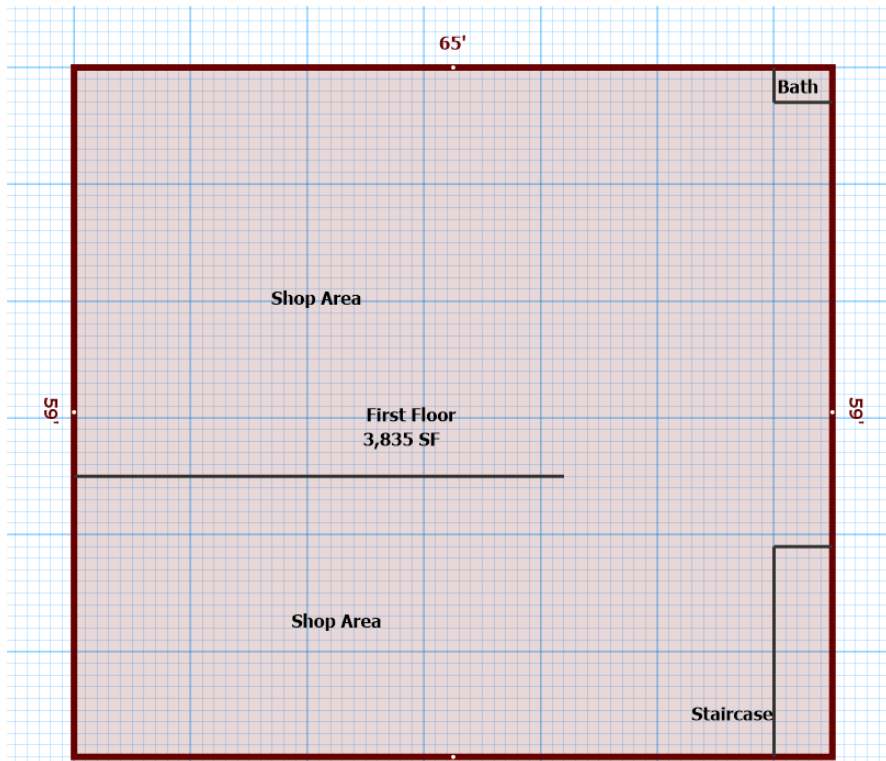 65'
Bath
Shop Area
59'
First Floor
59'
3,835 SF
Shop Area
Staircase